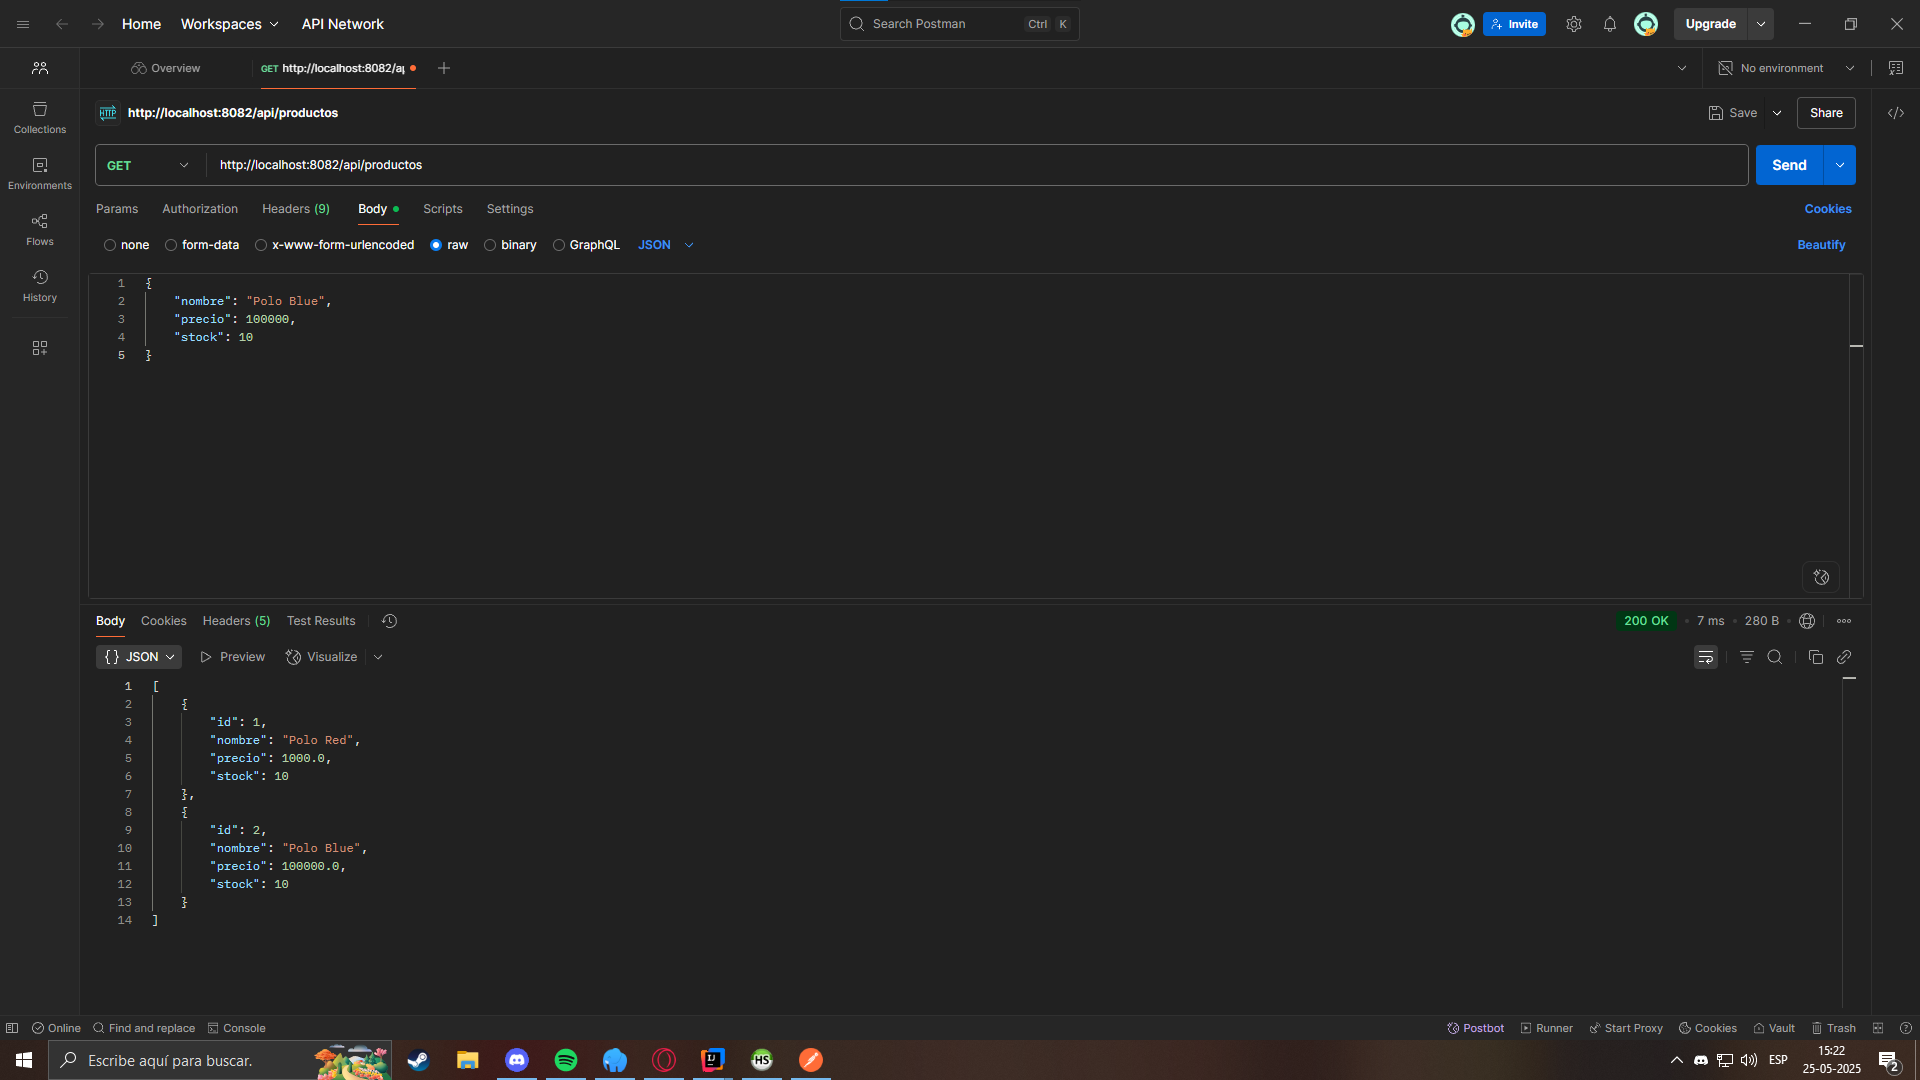 Home Workspaces API Network Search Postman Ctrl K Invite Upgrade
Overview GET http://localhost:8082/a No environment
HTTP http://localhost:8082/api/productos Save Share
GET http://localhost:8082/api/productos Send
Params Authorization Headers (9) Body Scripts Settings Cookies
none form-data x-www-form-urlencoded raw binary GraphQL JSON Beautify
Collections
Environments
Flows
History
1 {
2 "nombre": "Polo Blue",
3 "precio": 100000,
4 "stock": 10
5 }
Body Cookies Headers (5) Test Results 200 OK 7 ms 280 B
{} JSON Preview Visualize
1 [
2 {
3 "id": 1,
4 "nombre": "Polo Red",
5 "precio": 1000.0,
6 "stock": 10
7 },
8 {
9 "id": 2,
10 "nombre": "Polo Blue",
11 "precio": 100000.0,
12 "stock": 10
13 }
14 ]
Online Find and replace Console Postbot Runner Start Proxy Cookies Vault Trash
Escribe aquí para buscar. IJ HS ESP 15:22
25-05-2025 2